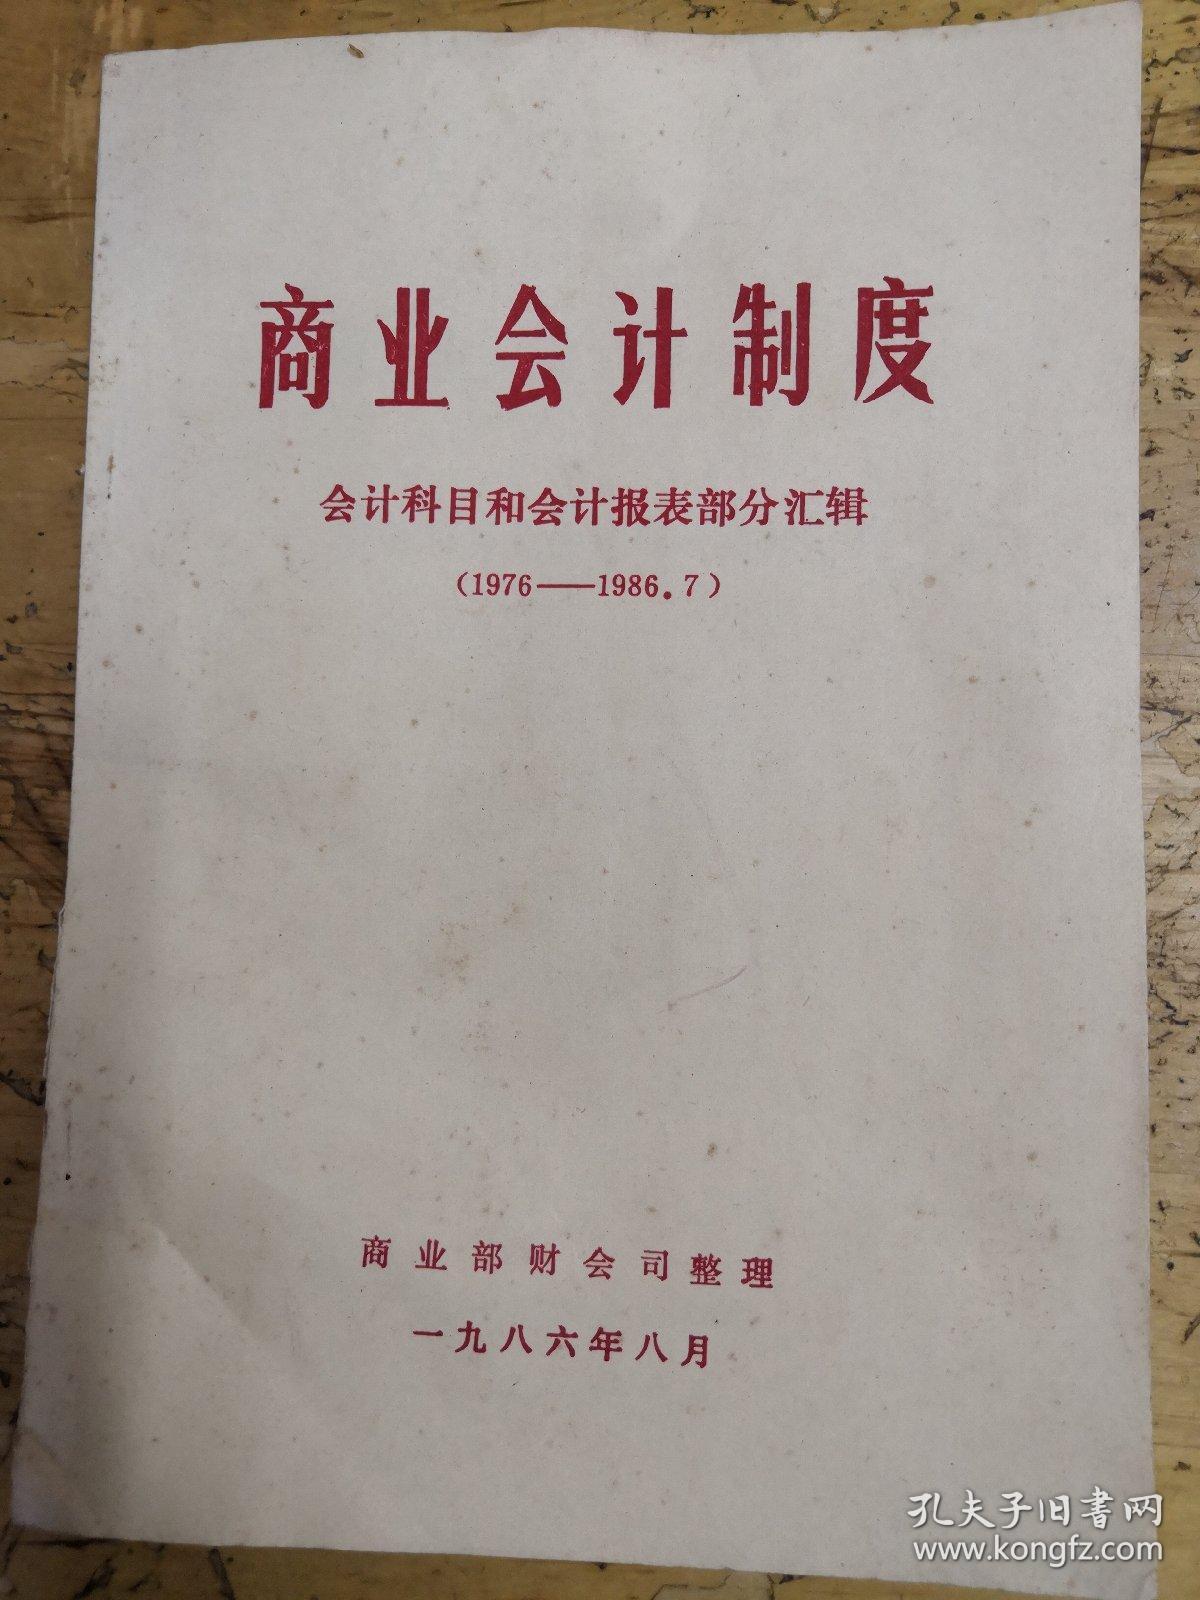 商业会计制度
会计科目和会计报表部分汇辑
（1976——1986.7）
商业部财会司整理
一九八六年八月
孔夫子旧书网
www.kongfz.com